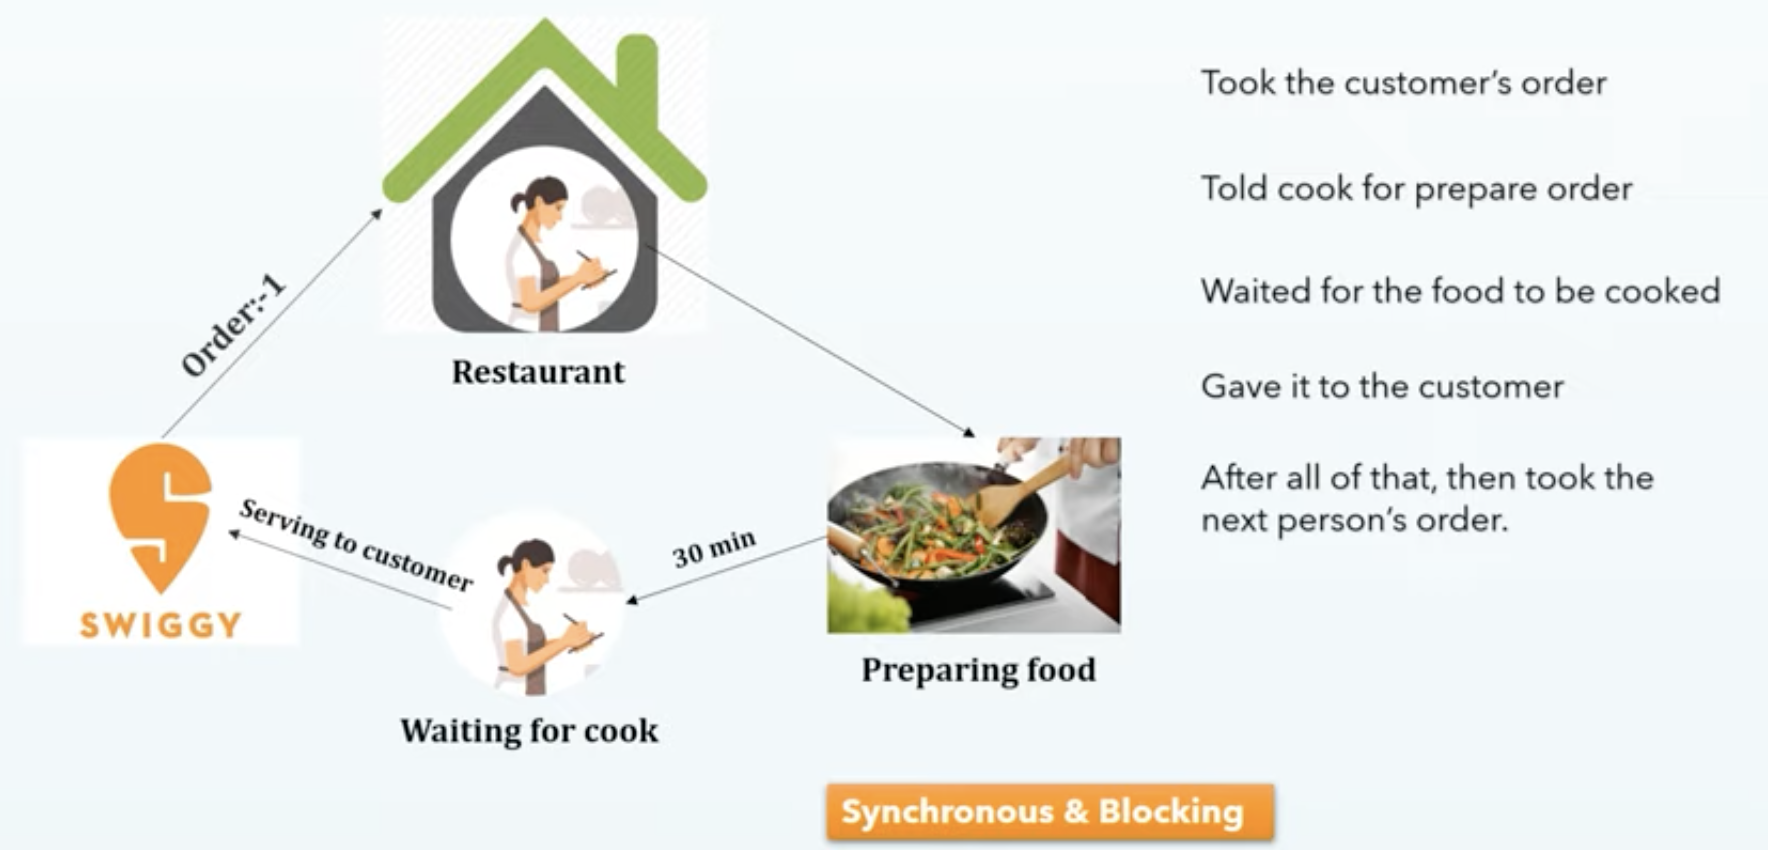 Took the customer's order
Told cook for prepare order
Waited for the food to be cooked
Gave it to the customer
After all of that, then took the
next person's order.
Order:-1
Restaurant
Serving to customer
30 min
SWIGGY
Preparing food
Waiting for cook
Synchronous & Blocking